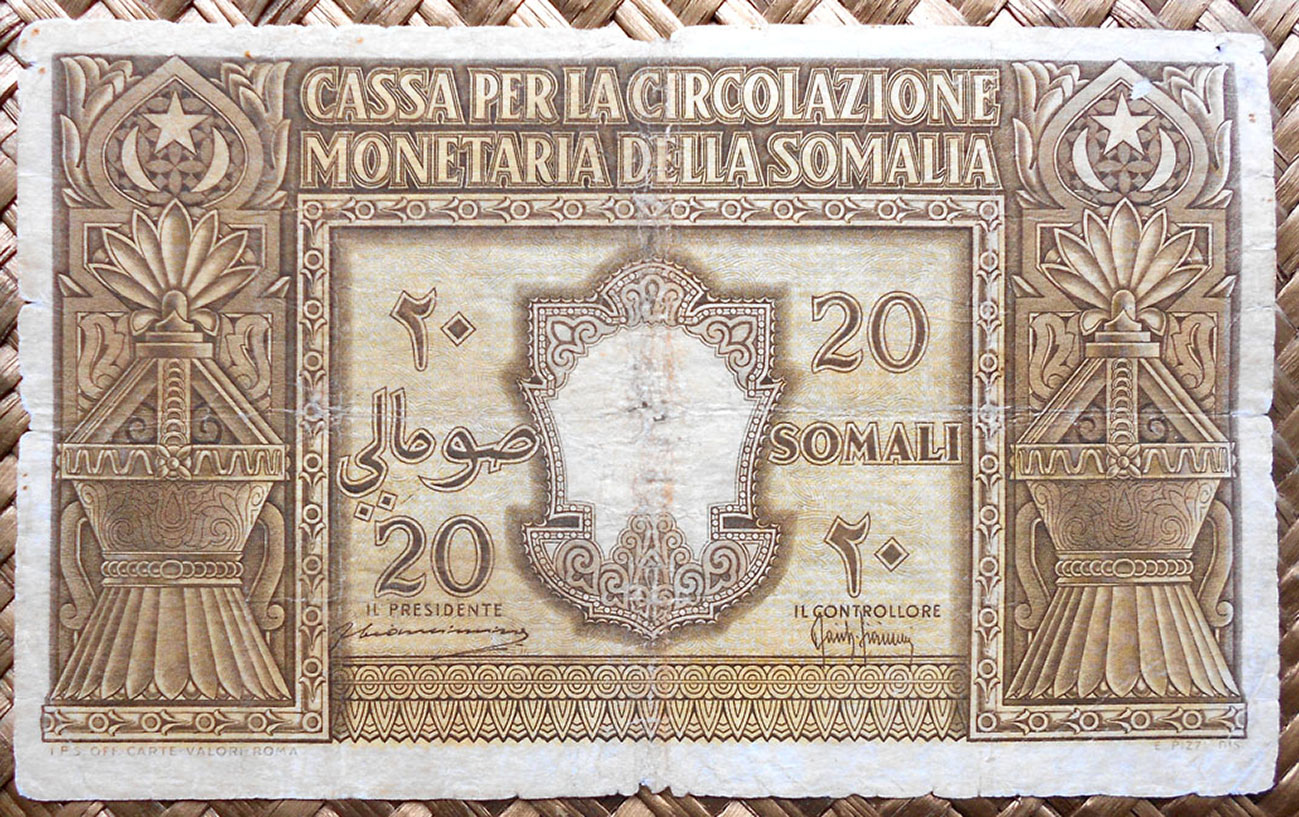 CASSA PER LA CIRCOLAZIONE
MONETARIA DELLA SOMALIA
٢٠ 20
صومالي SOMALI
20 ٢٠
IL PRESIDENTE IL CONTROLLORE
I.P.S. OFF. CARTE-VALORI-ROMA E. PIZZI DIS.